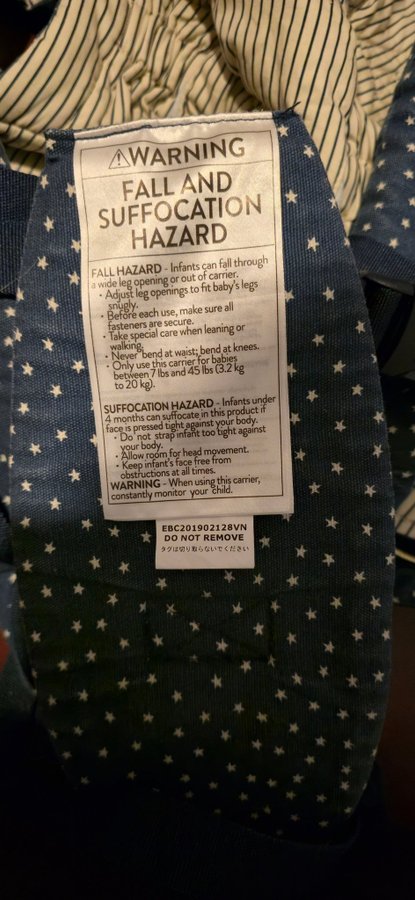 ⚠WARNING
FALL AND
SUFFOCATION
HAZARD
FALL HAZARD - Infants can fall through
a wide leg opening or out of carrier.
· Adjust leg openings to fit baby's legs
snugly.
· Before each use, make sure all
fasteners are secure.
· Take special care when leaning or
walking.
· Never bend at waist; bend at knees.
· Only use this carrier for babies
between 7 lbs and 45 lbs (3.2 kg
to 20 kg).
SUFFOCATION HAZARD - Infants under
4 months can suffocate in this product if
face is pressed tight against your body.
· Do not strap infant too tight against
your body.
· Allow room for head movement.
· Keep infant's face free from
obstructions at all times.
WARNING - When using this carrier,
constantly monitor your child.
EBC201902128VN
DO NOT REMOVE
タグは切り取らないでください